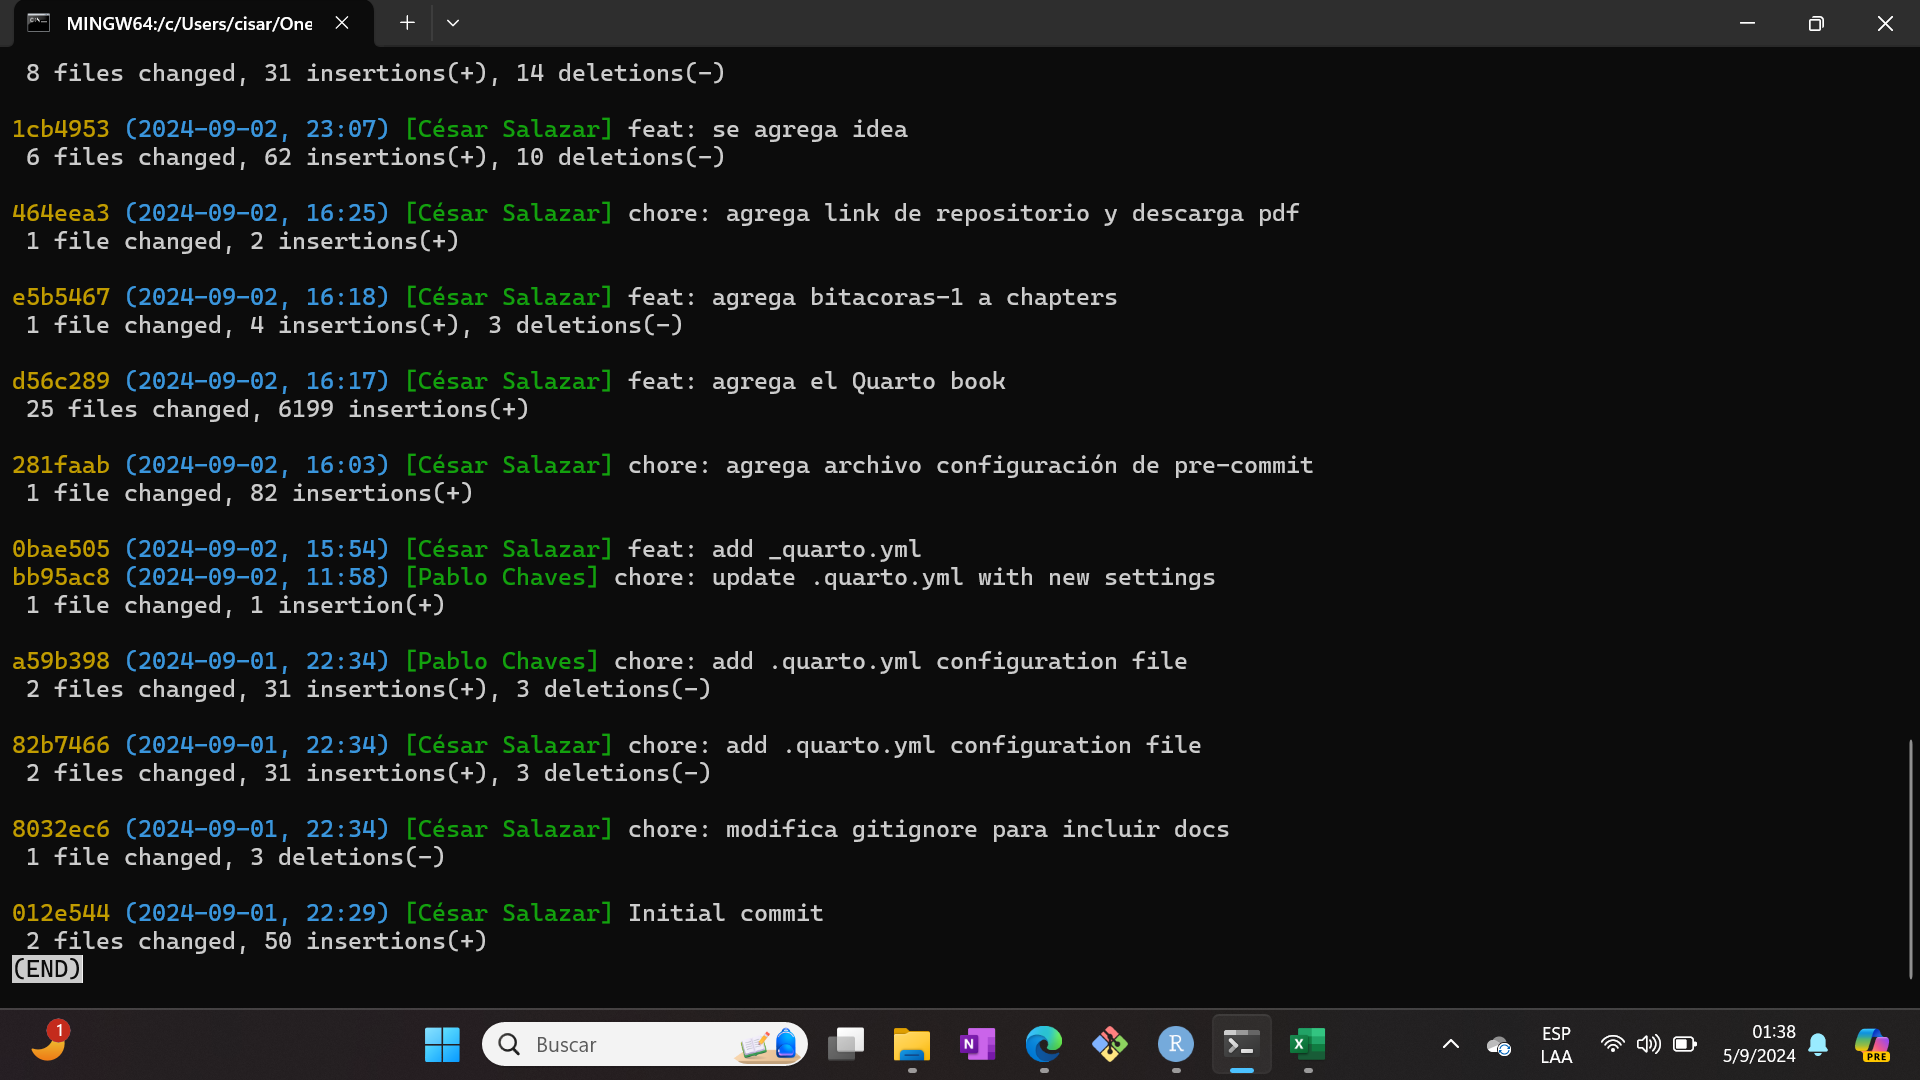 MINGW64:/c/Users/cisar/One
8 files changed, 31 insertions(+), 14 deletions(-)
1cb4953 (2024-09-02, 23:07) [César Salazar] feat: se agrega idea
6 files changed, 62 insertions(+), 10 deletions(-)
464eea3 (2024-09-02, 16:25) [César Salazar] chore: agrega link de repositorio y descarga pdf
1 file changed, 2 insertions(+)
e5b5467 (2024-09-02, 16:18) [César Salazar] feat: agrega bitacoras-1 a chapters
1 file changed, 4 insertions(+), 3 deletions(-)
d56c289 (2024-09-02, 16:17) [César Salazar] feat: agrega el Quarto book
25 files changed, 6199 insertions(+)
281faab (2024-09-02, 16:03) [César Salazar] chore: agrega archivo configuración de pre-commit
1 file changed, 82 insertions(+)
0bae505 (2024-09-02, 15:54) [César Salazar] feat: add _quarto.yml
bb95ac8 (2024-09-02, 11:58) [Pablo Chaves] chore: update .quarto.yml with new settings
1 file changed, 1 insertion(+)
a59b398 (2024-09-01, 22:34) [Pablo Chaves] chore: add .quarto.yml configuration file
2 files changed, 31 insertions(+), 3 deletions(-)
82b7466 (2024-09-01, 22:34) [César Salazar] chore: add .quarto.yml configuration file
2 files changed, 31 insertions(+), 3 deletions(-)
8032ec6 (2024-09-01, 22:34) [César Salazar] chore: modifica gitignore para incluir docs
1 file changed, 3 deletions(-)
012e544 (2024-09-01, 22:29) [César Salazar] Initial commit
2 files changed, 50 insertions(+)
(END)
1
Buscar
N
R
X
ESP
LAA
01:38
5/9/2024
PRE